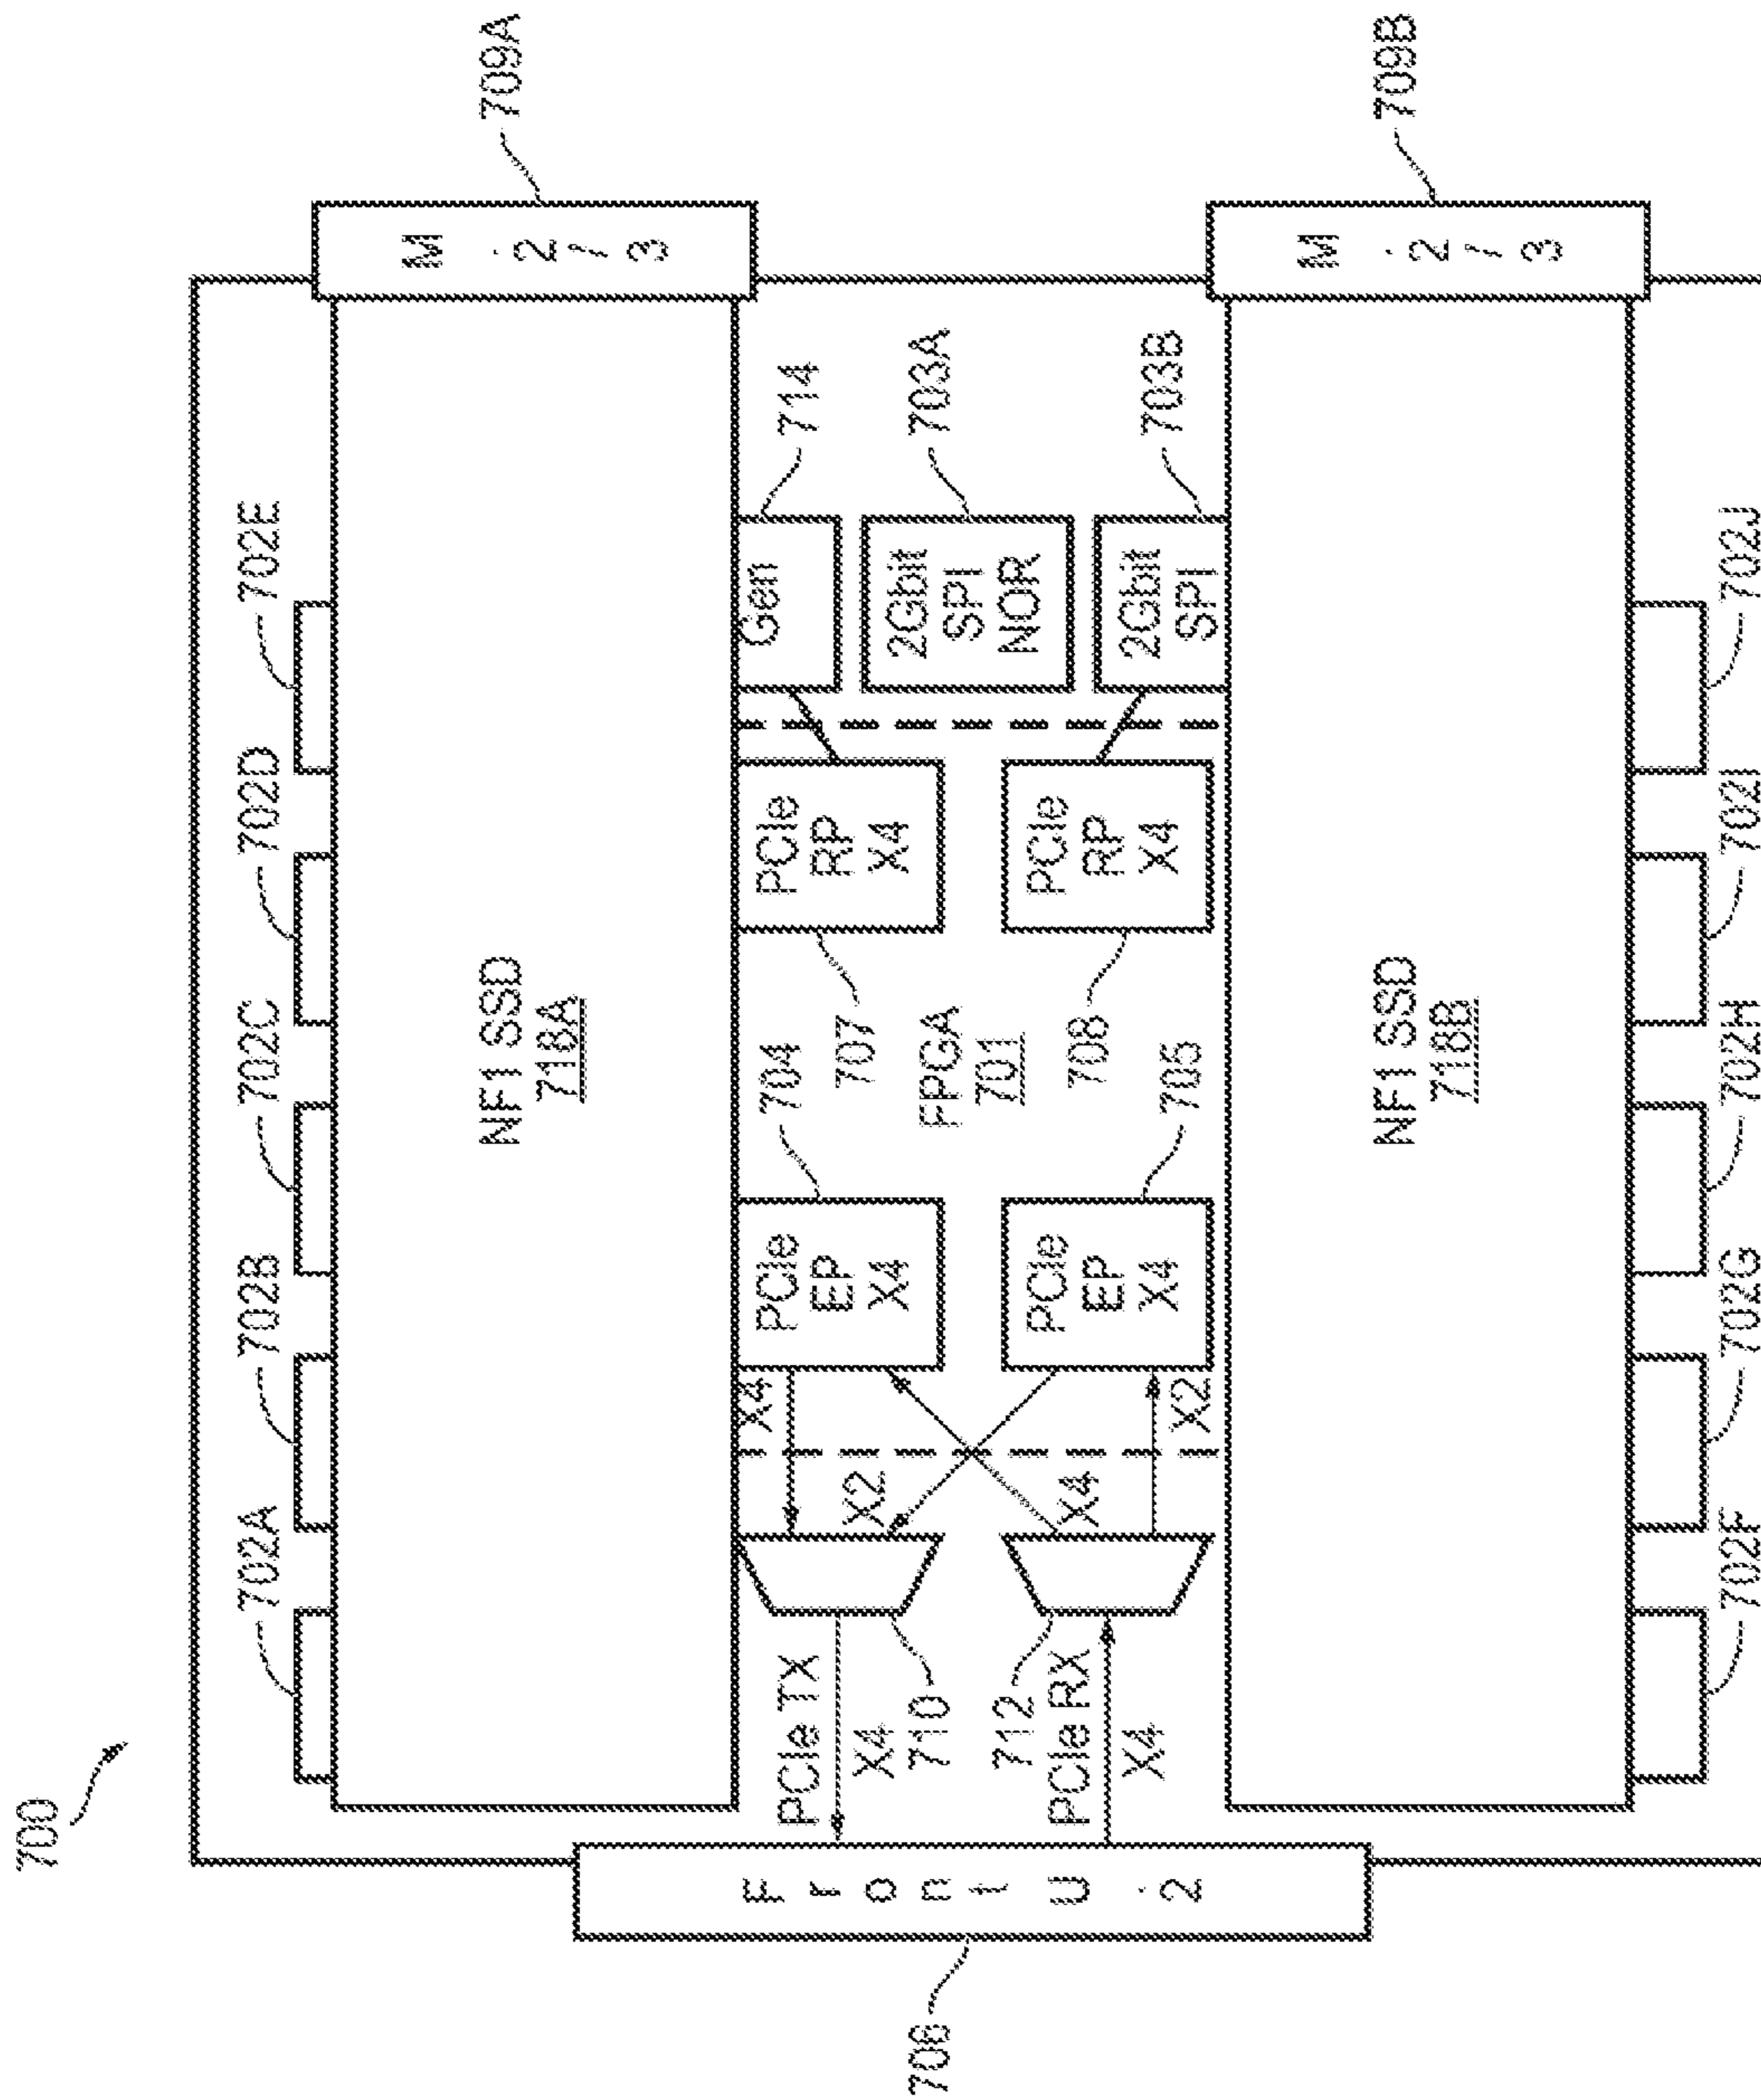 700
702A
702B
702C
702D
702E
NF1 SSD
718A
M.2/3
709A
PCIe TX
X4
710
X4
X2
PCIe
EP
X4
704
PCIe
RP
X4
707
Gen
714
Front U.2
706
FPGA
701
2Gbit
SPI
NOR
703A
712
PCIe RX
X4
X4
X2
PCIe
EP
X4
705
708
PCIe
RP
X4
2Gbit
SPI
703B
NF1 SSD
718B
M.2/3
709B
702F
702G
702H
702I
702J